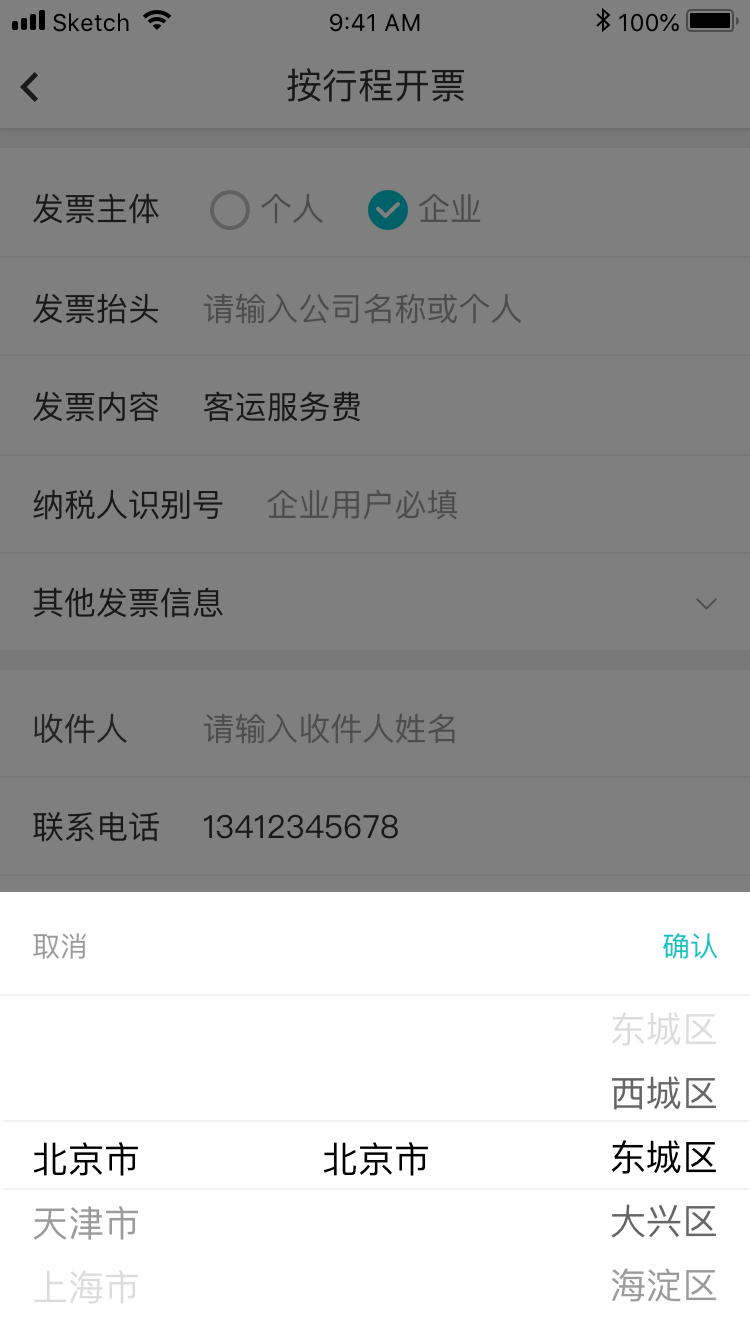 Sketch 9:41 AM 100%
按行程开票
发票主体 个人 企业
发票抬头 请输入公司名称或个人
发票内容 客运服务费
纳税人识别号 企业用户必填
其他发票信息
收件人 请输入收件人姓名
联系电话 13412345678
取消 确认
东城区
西城区
北京市 北京市 东城区
天津市 大兴区
上海市 海淀区